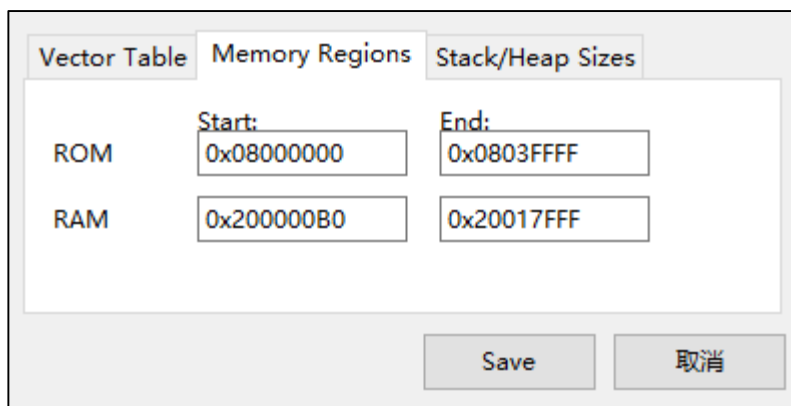 Vector Table Memory Regions Stack/Heap Sizes
Start: End:
ROM 0x08000000 0x0803FFFF
RAM 0x200000B0 0x20017FFF
Save 取消